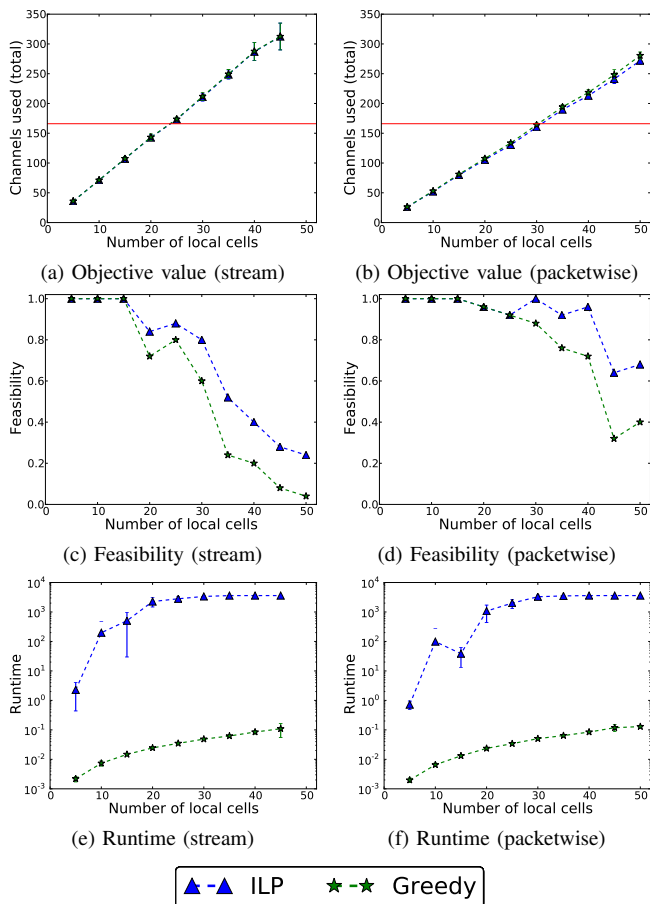 350
300
250
200
150
100
50
0
Channels used (total)
0 10 20 30 40 50
Number of local cells
(a) Objective value (stream)
350
300
250
200
150
100
50
0
Channels used (total)
0 10 20 30 40 50
Number of local cells
(b) Objective value (packetwise)
1.0
0.8
0.6
0.4
0.2
0.0
Feasibility
0 10 20 30 40 50
Number of local cells
(c) Feasibility (stream)
1.0
0.8
0.6
0.4
0.2
0.0
Feasibility
0 10 20 30 40 50
Number of local cells
(d) Feasibility (packetwise)
10^4
10^3
10^2
10^1
10^0
10^-1
10^-2
10^-3
Runtime
0 10 20 30 40 50
Number of local cells
(e) Runtime (stream)
10^4
10^3
10^2
10^1
10^0
10^-1
10^-2
10^-3
Runtime
0 10 20 30 40 50
Number of local cells
(f) Runtime (packetwise)
ILP Greedy